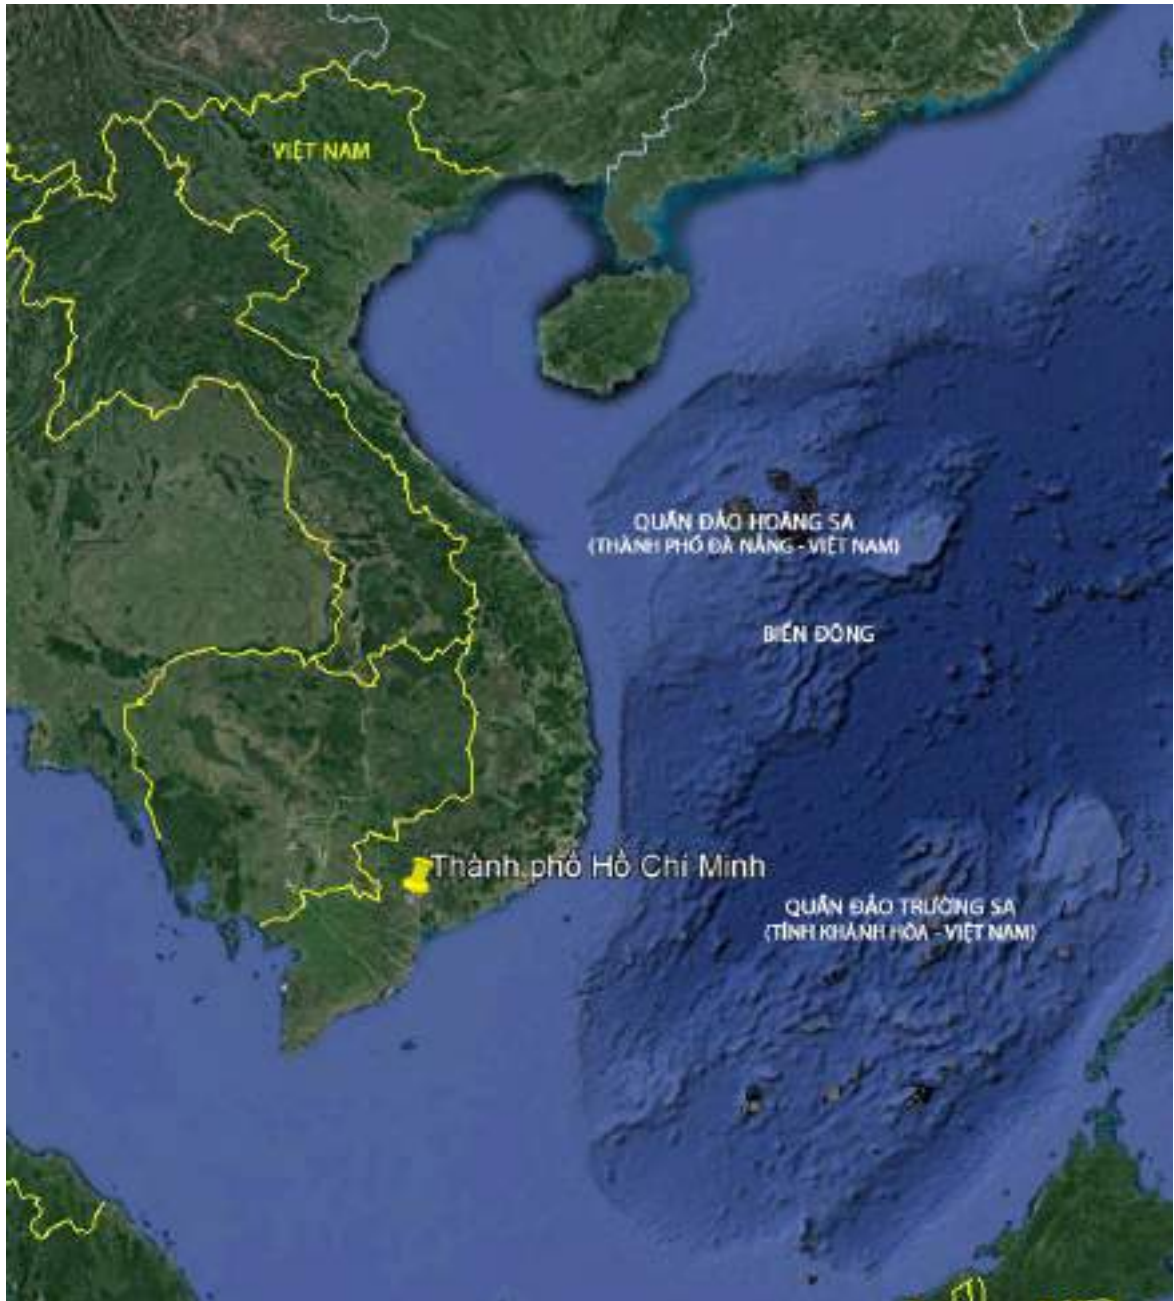 VIỆT NAM
QUẦN ĐẢO HOÀNG SA
(THÀNH PHỐ ĐÀ NẴNG - VIỆT NAM)
BIỂN ĐÔNG
Thành phố Hồ Chí Minh
QUẦN ĐẢO TRƯỜNG SA
(TỈNH KHÁNH HÒA - VIỆT NAM)